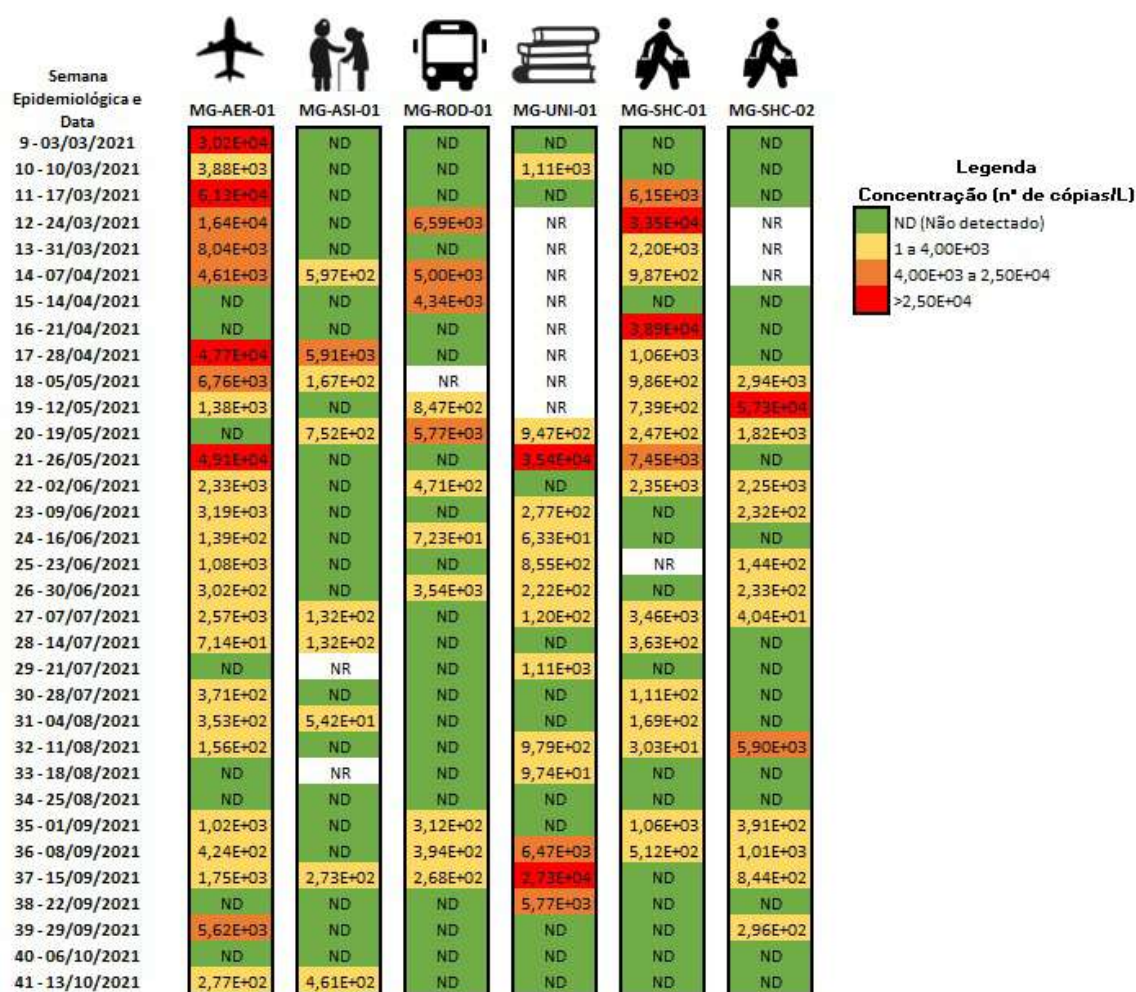 Semana
Epidemiológica e
Data
MG-AER-01 MG-ASI-01 MG-ROD-01 MG-UNI-01 MG-SHC-01 MG-SHC-02
9 - 03/03/2021 3,02E+04 ND ND ND ND ND
10 - 10/03/2021 3,88E+03 ND ND 1,11E+03 ND ND
11 - 17/03/2021 6,13E+04 ND ND ND 6,15E+03 ND
12 - 24/03/2021 1,64E+04 ND 6,59E+03 NR 3,35E+04 NR
13 - 31/03/2021 8,04E+03 ND ND NR 2,20E+03 NR
14 - 07/04/2021 4,61E+03 5,97E+02 5,00E+03 NR 9,87E+02 NR
15 - 14/04/2021 ND ND 4,34E+03 NR ND ND
16 - 21/04/2021 ND ND ND NR 3,89E+04 ND
17 - 28/04/2021 4,77E+04 5,91E+03 ND NR 1,06E+03 ND
18 - 05/05/2021 6,76E+03 1,67E+02 NR NR 9,86E+02 2,94E+03
19 - 12/05/2021 1,38E+03 ND 8,47E+02 NR 7,39E+02 5,73E+04
20 - 19/05/2021 ND 7,52E+02 5,77E+03 9,47E+02 2,47E+02 1,82E+03
21 - 26/05/2021 4,91E+04 ND ND 3,54E+04 7,45E+03 ND
22 - 02/06/2021 2,33E+03 ND 4,71E+02 ND 2,35E+03 2,25E+03
23 - 09/06/2021 3,19E+03 ND ND 2,77E+02 ND 2,32E+02
24 - 16/06/2021 1,39E+02 ND 7,23E+01 6,33E+01 ND ND
25 - 23/06/2021 1,08E+03 ND ND 8,55E+02 NR 1,44E+02
26 - 30/06/2021 3,02E+02 ND 3,54E+03 2,22E+02 ND 2,33E+02
27 - 07/07/2021 2,57E+03 1,32E+02 ND 1,20E+02 3,46E+03 4,04E+01
28 - 14/07/2021 7,14E+01 1,32E+02 ND ND 3,63E+02 ND
29 - 21/07/2021 ND NR ND 1,11E+03 ND ND
30 - 28/07/2021 3,71E+02 ND ND ND 1,11E+02 ND
31 - 04/08/2021 3,53E+02 5,42E+01 ND ND 1,69E+02 ND
32 - 11/08/2021 1,56E+02 ND ND 9,79E+02 3,03E+01 5,90E+03
33 - 18/08/2021 ND NR ND 9,74E+01 ND ND
34 - 25/08/2021 ND ND ND ND ND ND
35 - 01/09/2021 1,02E+03 ND 3,12E+02 ND 1,06E+03 3,91E+02
36 - 08/09/2021 4,24E+02 ND 3,94E+02 6,47E+03 5,12E+02 1,01E+03
37 - 15/09/2021 1,75E+03 2,73E+02 2,68E+02 2,73E+04 ND 8,44E+02
38 - 22/09/2021 ND ND ND 5,77E+03 ND ND
39 - 29/09/2021 5,62E+03 ND ND ND ND 2,96E+02
40 - 06/10/2021 ND ND ND ND ND ND
41 - 13/10/2021 2,77E+02 4,61E+02 ND ND ND ND
Legenda
Concentração (n° de cópias/L)
ND (Não detectado)
1 a 4,00E+03
4,00E+03 a 2,50E+04
>2,50E+04